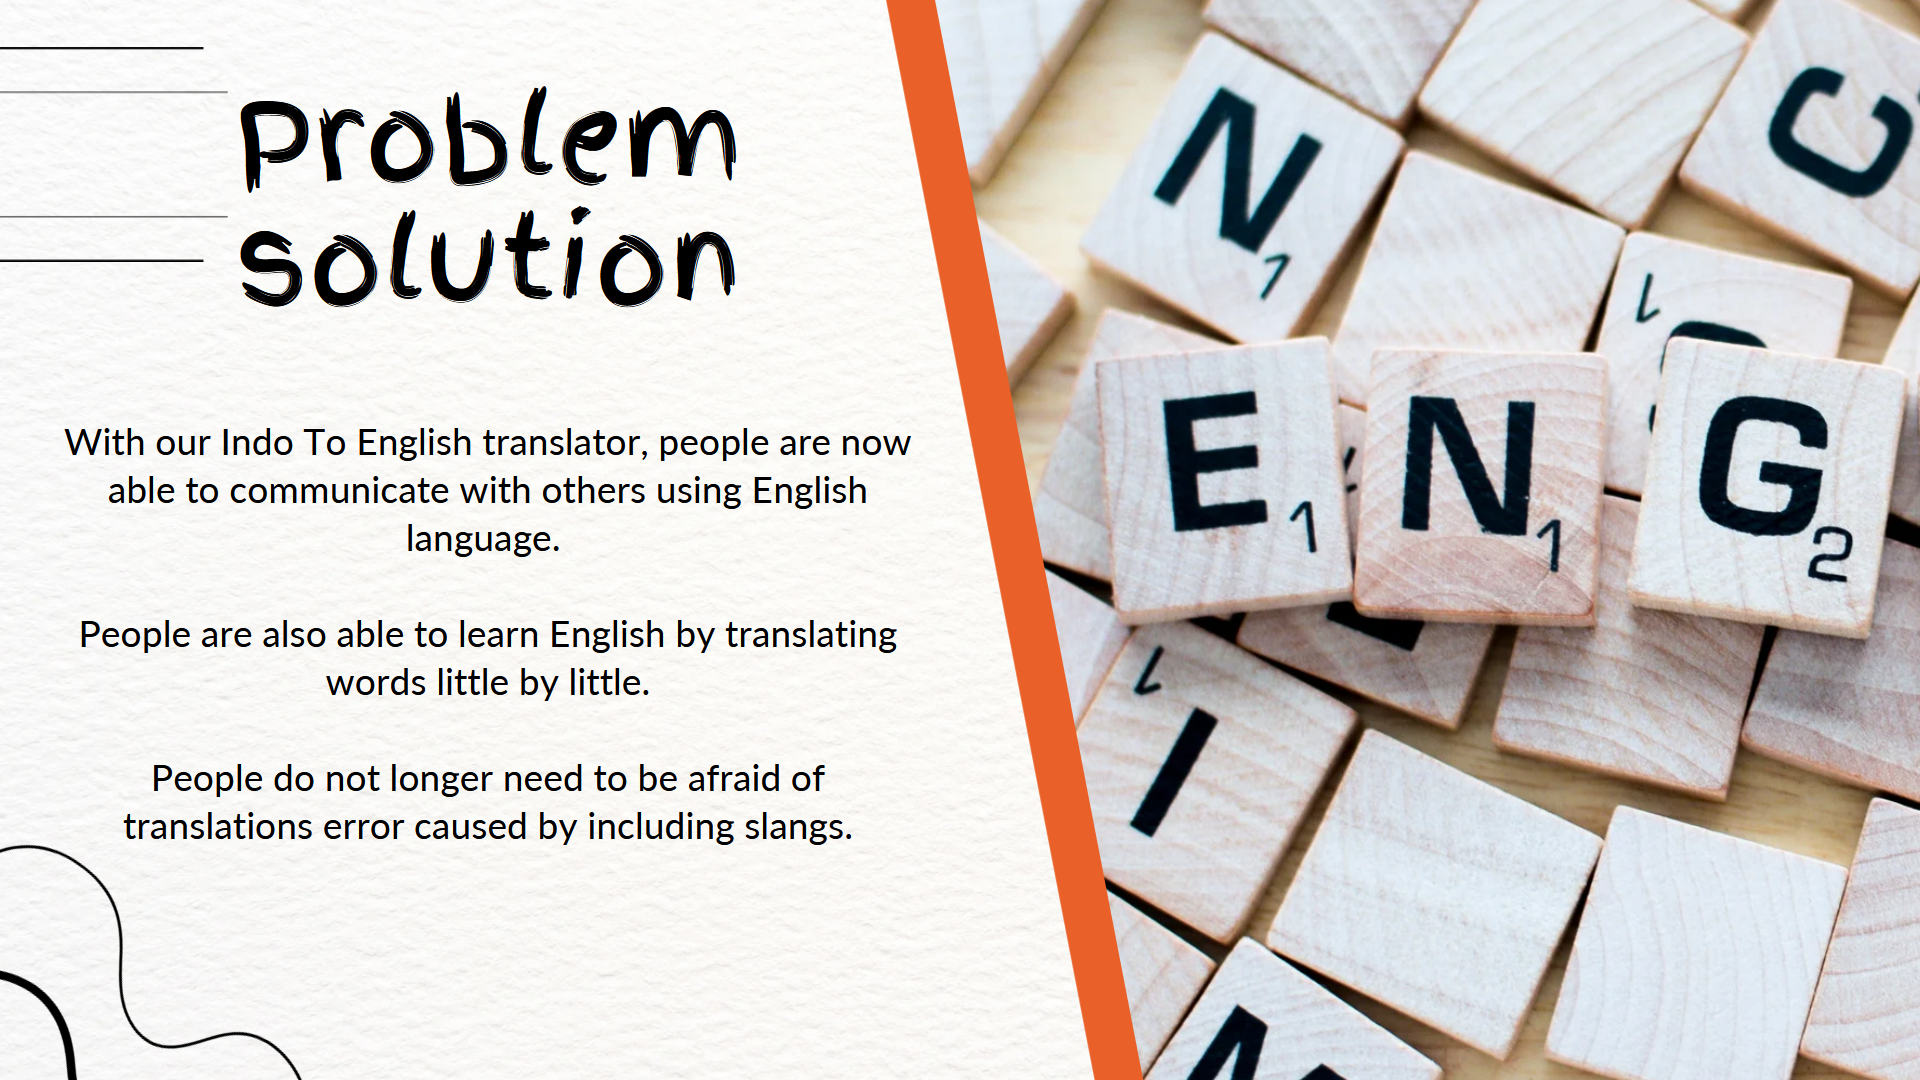 Problem
solution
With our Indo To English translator, people are now
able to communicate with others using English
language.
People are also able to learn English by translating
words little by little.
People do not longer need to be afraid of
translations error caused by including slangs.
N
1
C
1
E
1
N
1
G
2
1
I
M